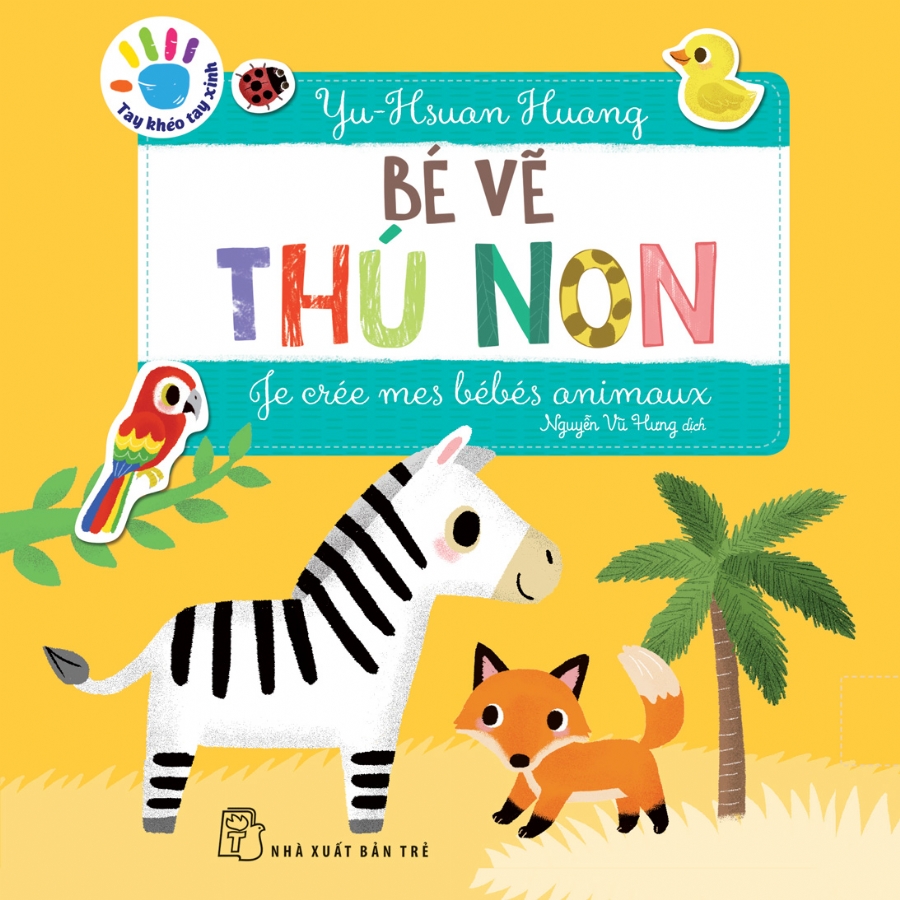 Tay khéo tay xinh
Yu-Hsuan Huang
BÉ VẼ
THÚ NON
Je crée mes bébés animaux
Nguyễn Vũ Hưng dịch
T
NHÀ XUẤT BẢN TRẺ